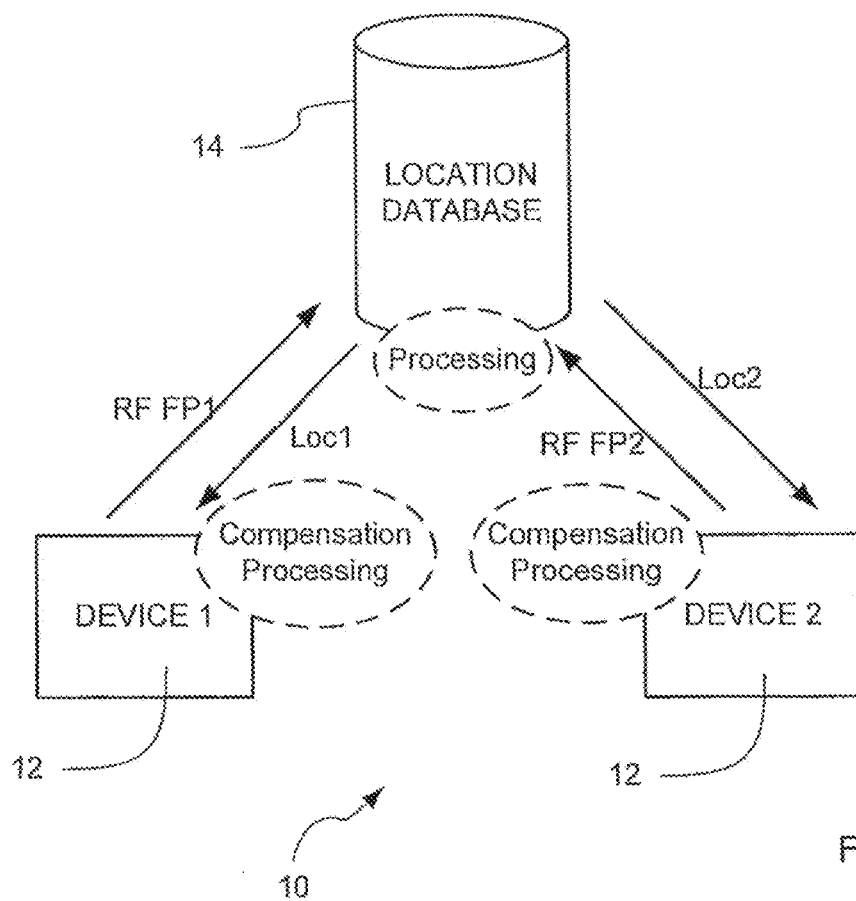 14
LOCATION
DATABASE
Processing
RF FP1
Loc1
RF FP2
Loc2
Compensation
Processing
Compensation
Processing
DEVICE 1
DEVICE 2
12
12
10
F